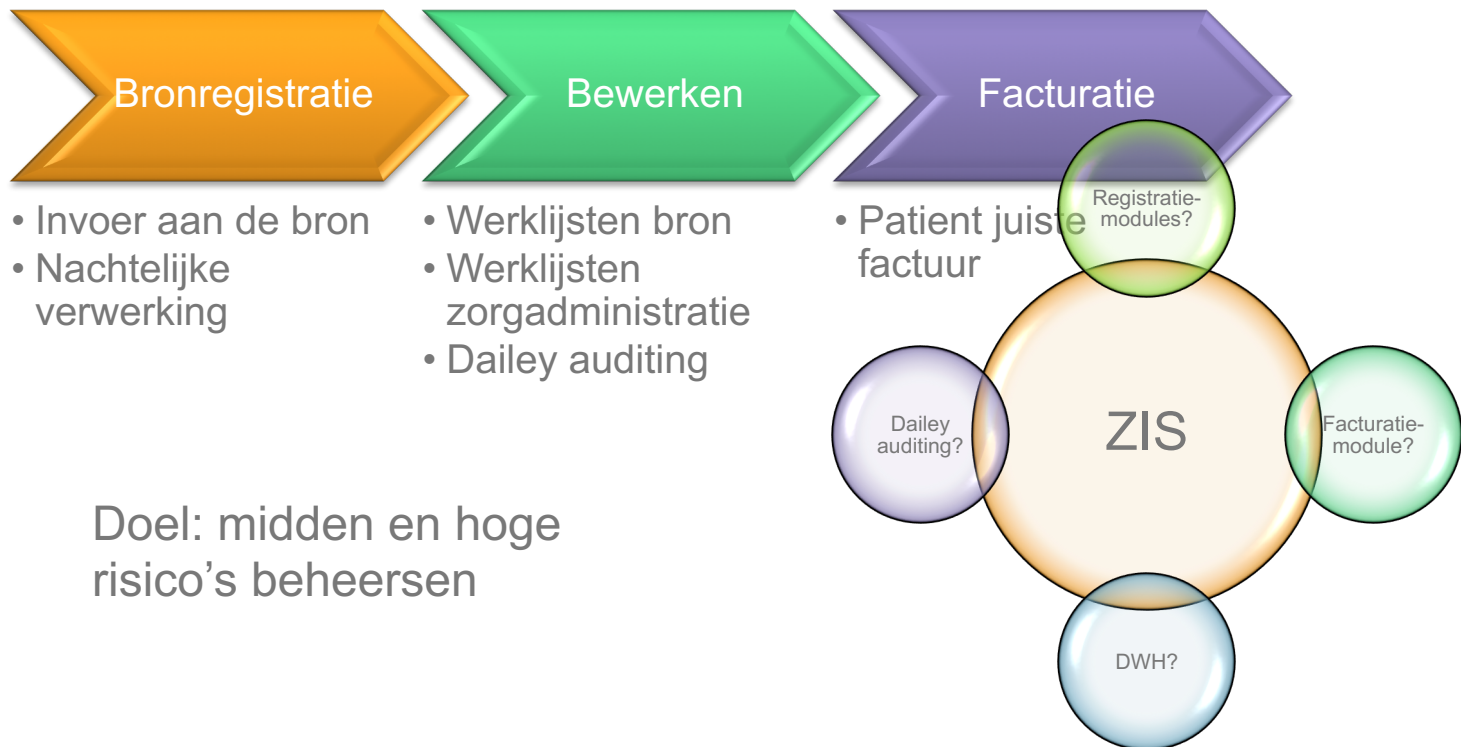 Bronregistratie
Bewerken
Facturatie
• Invoer aan de bron
• Nachtelijke
verwerking
• Werklijsten bron
• Werklijsten
zorgadministratie
• Dailey auditing
• Patient juiste
factuur
Registratie-
modules?
Dailey
auditing?
ZIS
Facturatie-
module?
DWH?
Doel: midden en hoge
risico’s beheersen